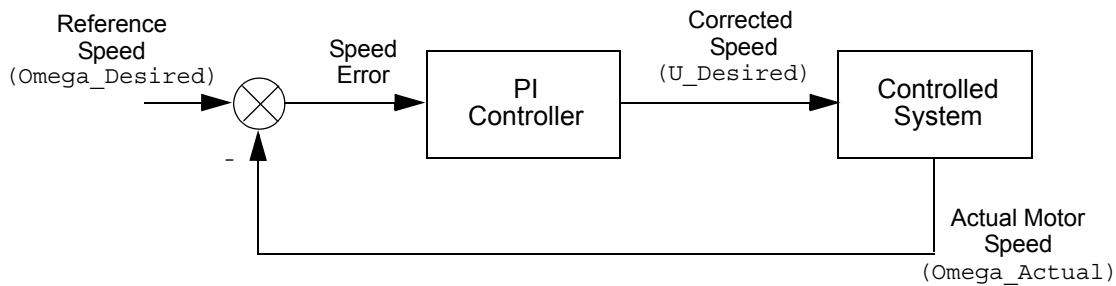 Reference
Speed
(Omega_Desired)
Speed
Error
PI
Controller
Corrected
Speed
(U_Desired)
Controlled
System
-
Actual Motor
Speed
(Omega_Actual)